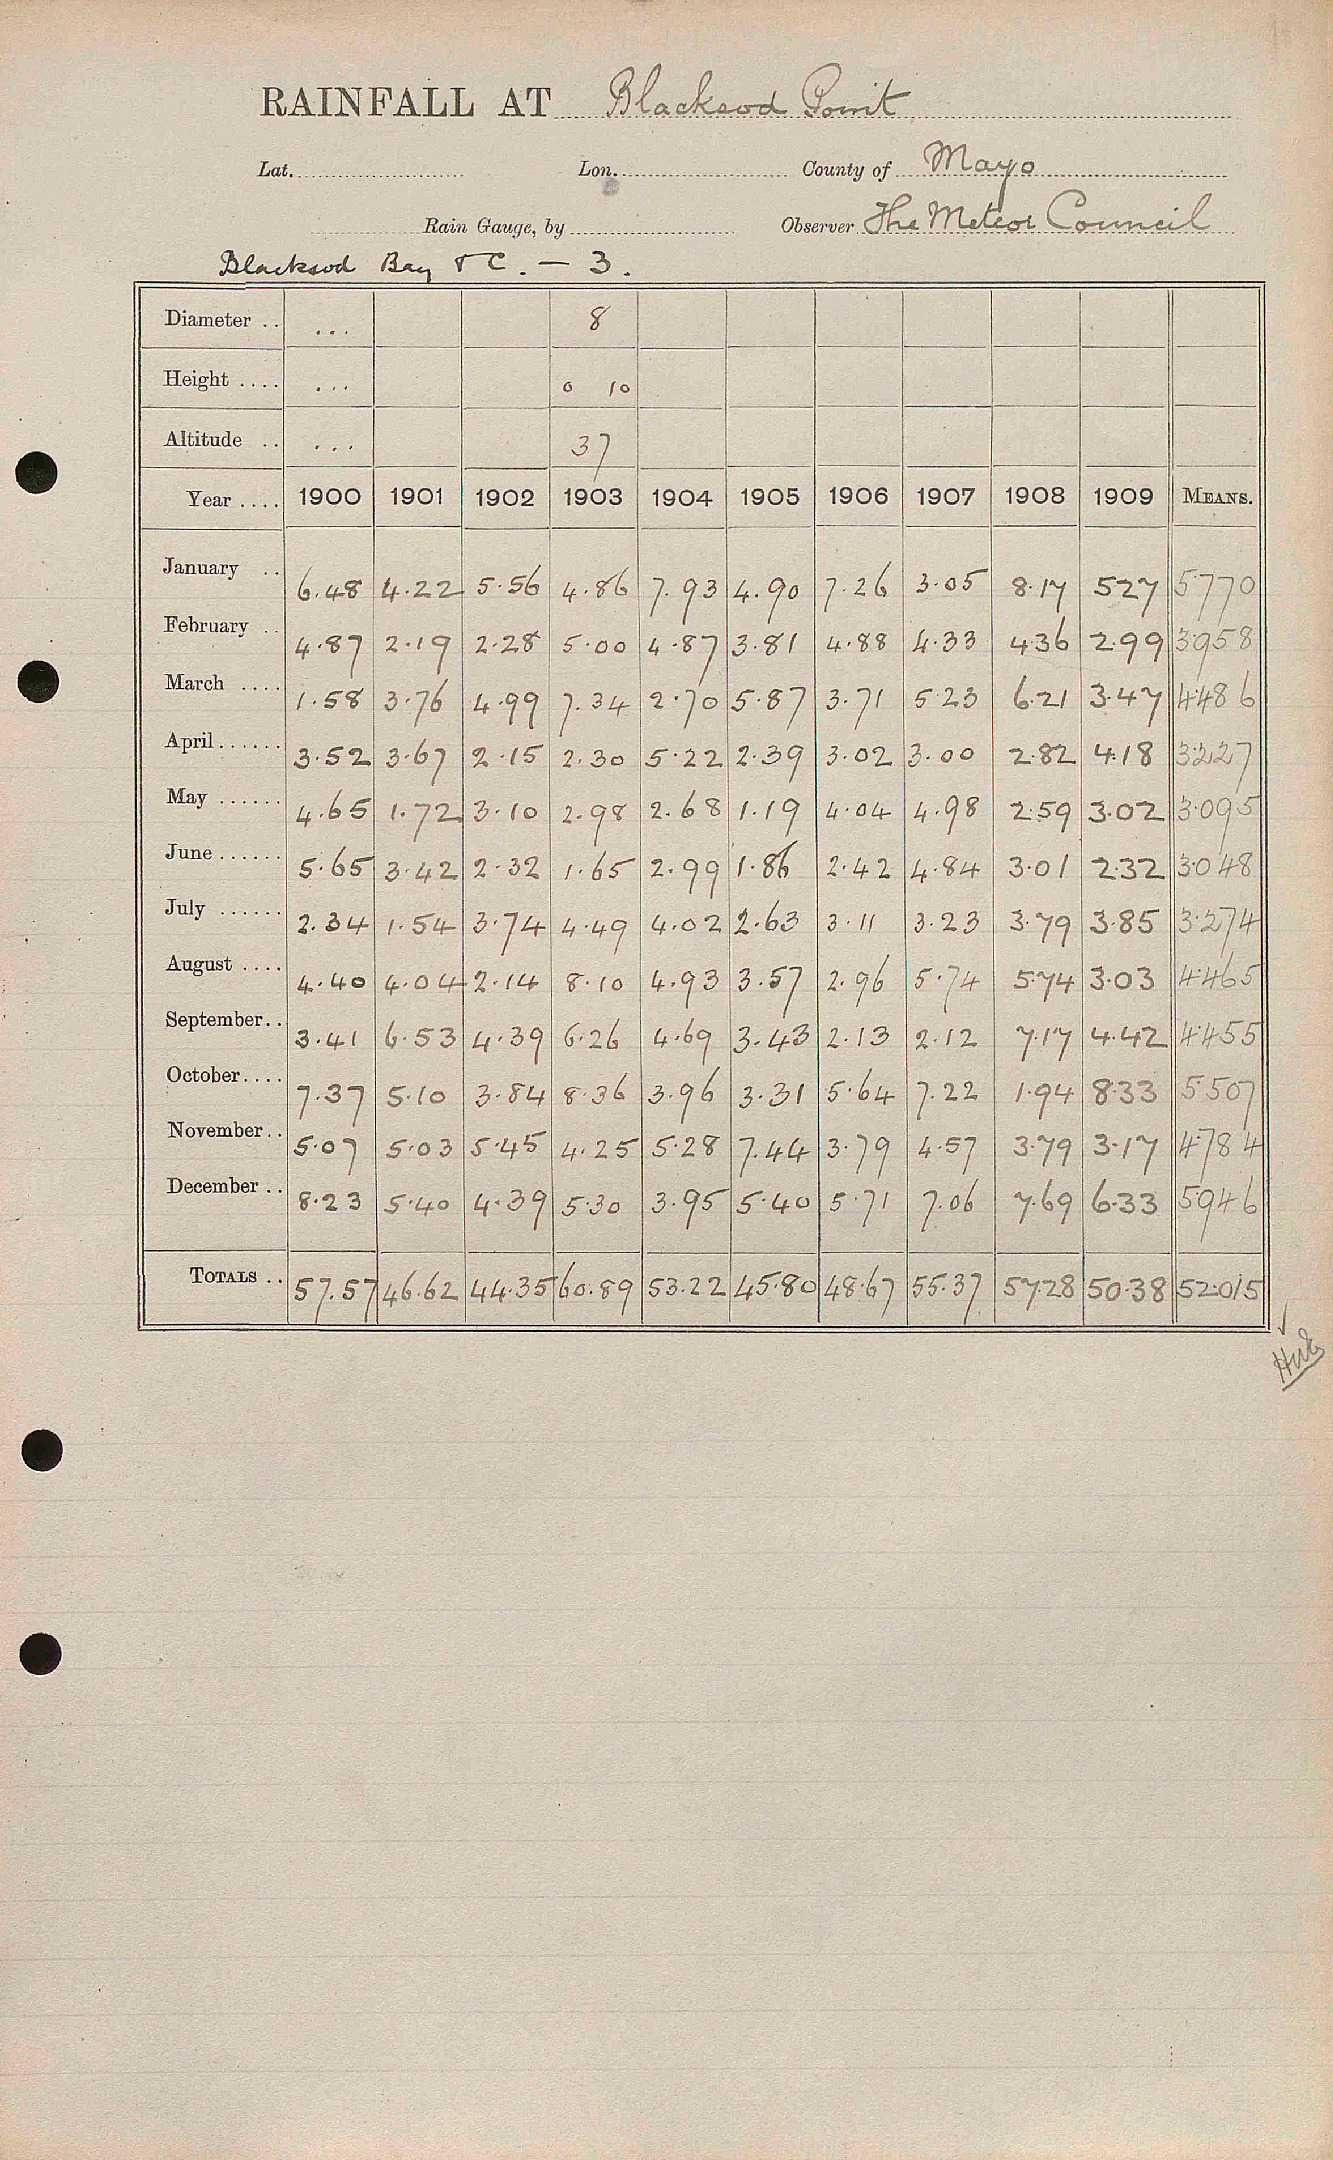 RAINFALL AT Blacksod Point
Lat. Lon. County of Mayo
Rain Gauge, by Observer The Meteor Council
Blacksod Bay & C. — 3.
Diameter .. ... 8
Height .... ... 0 10
Altitude .. ... 37
Year .... 1900 1901 1902 1903 1904 1905 1906 1907 1908 1909 MEANS.
January .. 6.48 4.22 5.56 4.86 7.93 4.90 7.26 3.05 8.17 527 5770
February .. 4.87 2.19 2.28 5.00 4.87 3.81 4.88 4.33 436 2.99 3958
March .... 1.58 3.76 4.99 7.34 2.70 5.87 3.71 5.23 6.21 3.47 4486
April...... 3.52 3.67 2.15 2.30 5.22 2.39 3.02 3.00 2.82 4.18 3.227
May ...... 4.65 1.72 3.10 2.98 2.68 1.19 4.04 4.98 2.59 3.02 3.095
June ...... 5.65 3.42 2.32 1.65 2.99 1.86 2.42 4.84 3.01 2.32 3048
July ...... 2.34 1.54 3.74 4.49 4.02 2.63 3.11 3.23 3.79 3.85 3.274
August .... 4.40 4.04 2.14 8.10 4.93 3.57 2.96 5.74 5.74 3.03 4.465
September.. 3.41 6.53 4.39 6.26 4.69 3.43 2.13 2.12 7.17 4.42 4.455
October.... 7.37 5.10 3.84 8.36 3.96 3.31 5.64 7.22 1.94 8.33 5.507
November.. 5.07 5.03 5.45 4.25 5.28 7.44 3.79 4.57 3.79 3.17 4.784
December .. 8.23 5.40 4.39 5.30 3.95 5.40 5.71 7.06 7.69 6.33 5.946
TOTALS .. 57.57 46.62 44.35 60.89 53.22 45.80 48.67 55.37 57.28 50.38 52.015